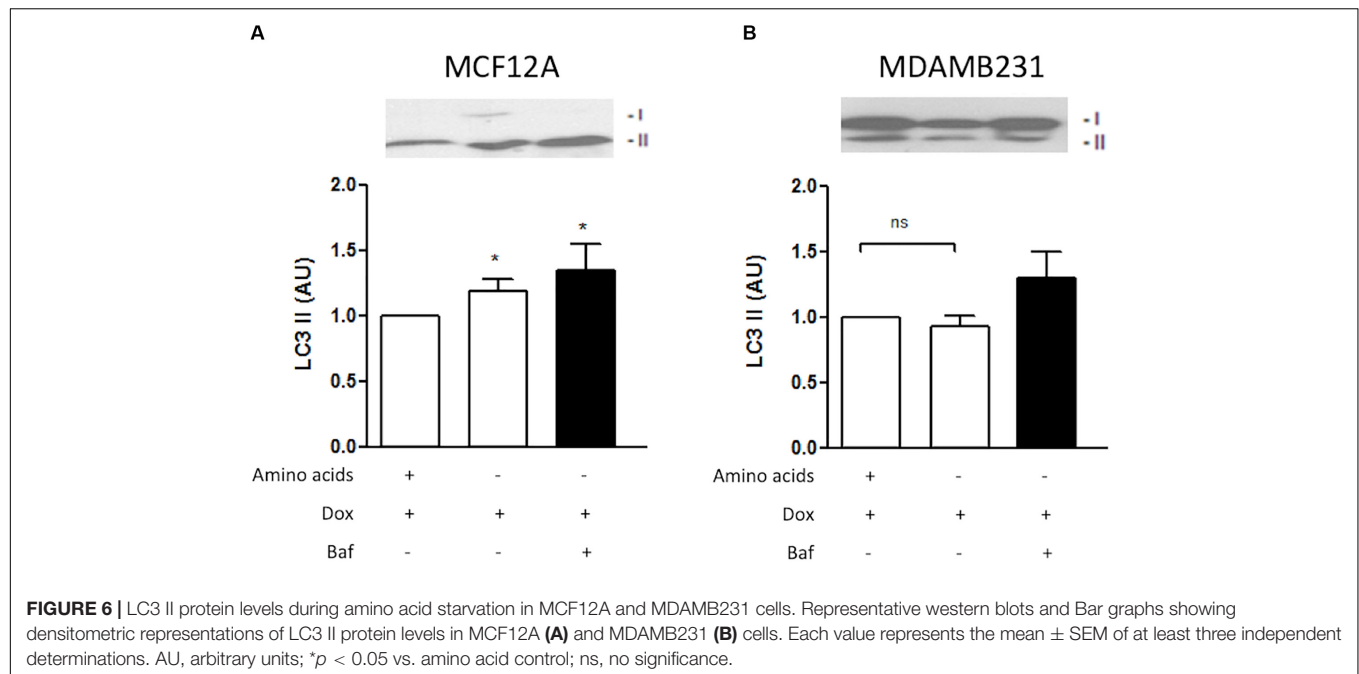 A
MCF12A
- I
- II
2.0
1.5
1.0
0.5
0.0
LC3 II (AU)
*
*
Amino acids + - -
Dox + + +
Baf - - +
B
MDAMB231
- I
- II
2.0
1.5
1.0
0.5
0.0
LC3 II (AU)
ns
Amino acids + - -
Dox + + +
Baf - - +
FIGURE 6 | LC3 II protein levels during amino acid starvation in MCF12A and MDAMB231 cells. Representative western blots and Bar graphs showing
densitometric representations of LC3 II protein levels in MCF12A (A) and MDAMB231 (B) cells. Each value represents the mean ± SEM of at least three independent
determinations. AU, arbitrary units; *p < 0.05 vs. amino acid control; ns, no significance.